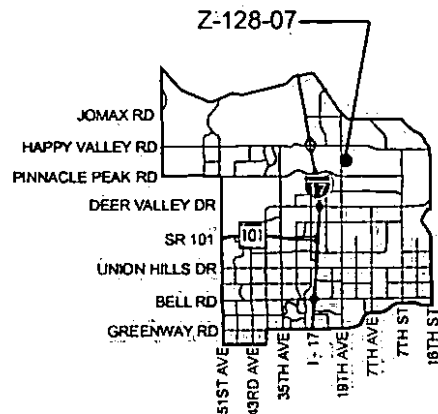 Z-128-07
JOMAX RD
HAPPY VALLEY RD
PINNACLE PEAK RD
17
DEER VALLEY DR
SR 101
101
UNION HILLS DR
BELL RD
GREENWAY RD
51ST AVE
43RD AVE
35TH AVE
I - 17
19TH AVE
7TH AVE
7TH ST
16TH ST